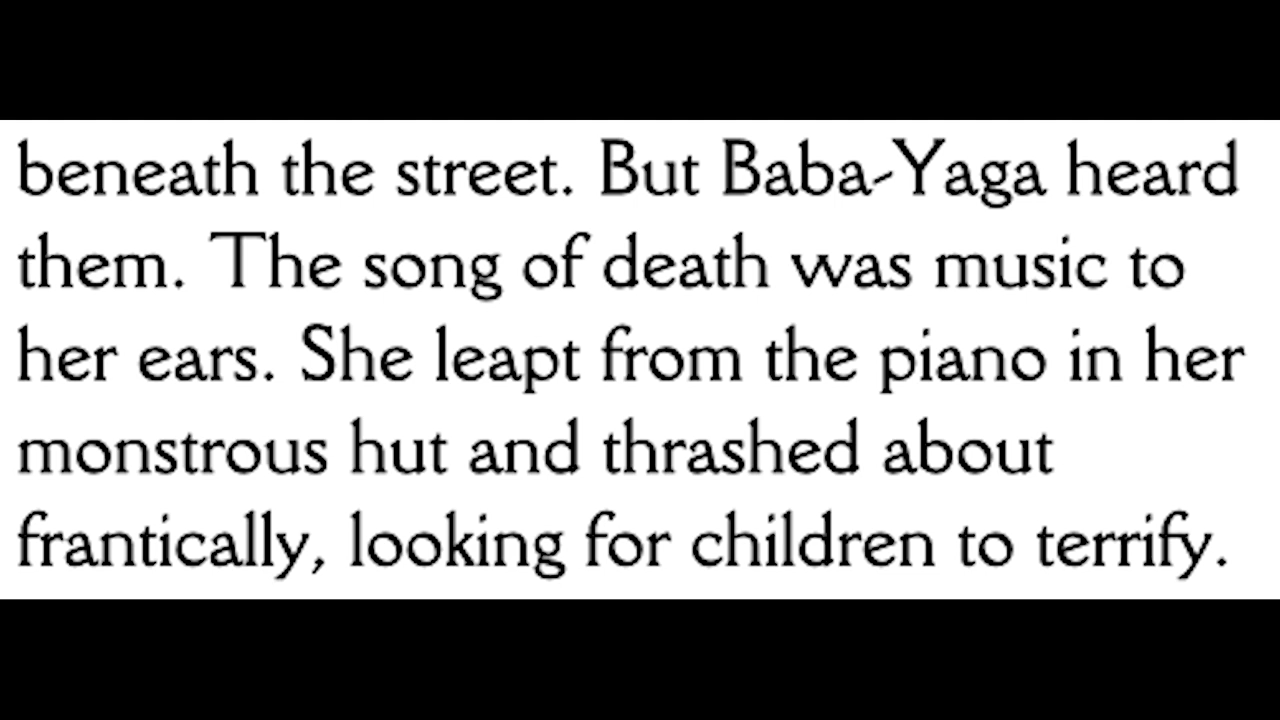 beneath the street. But Baba-Yaga heard
them. The song of death was music to
her ears. She leapt from the piano in her
monstrous hut and thrashed about
frantically, looking for children to terrify.